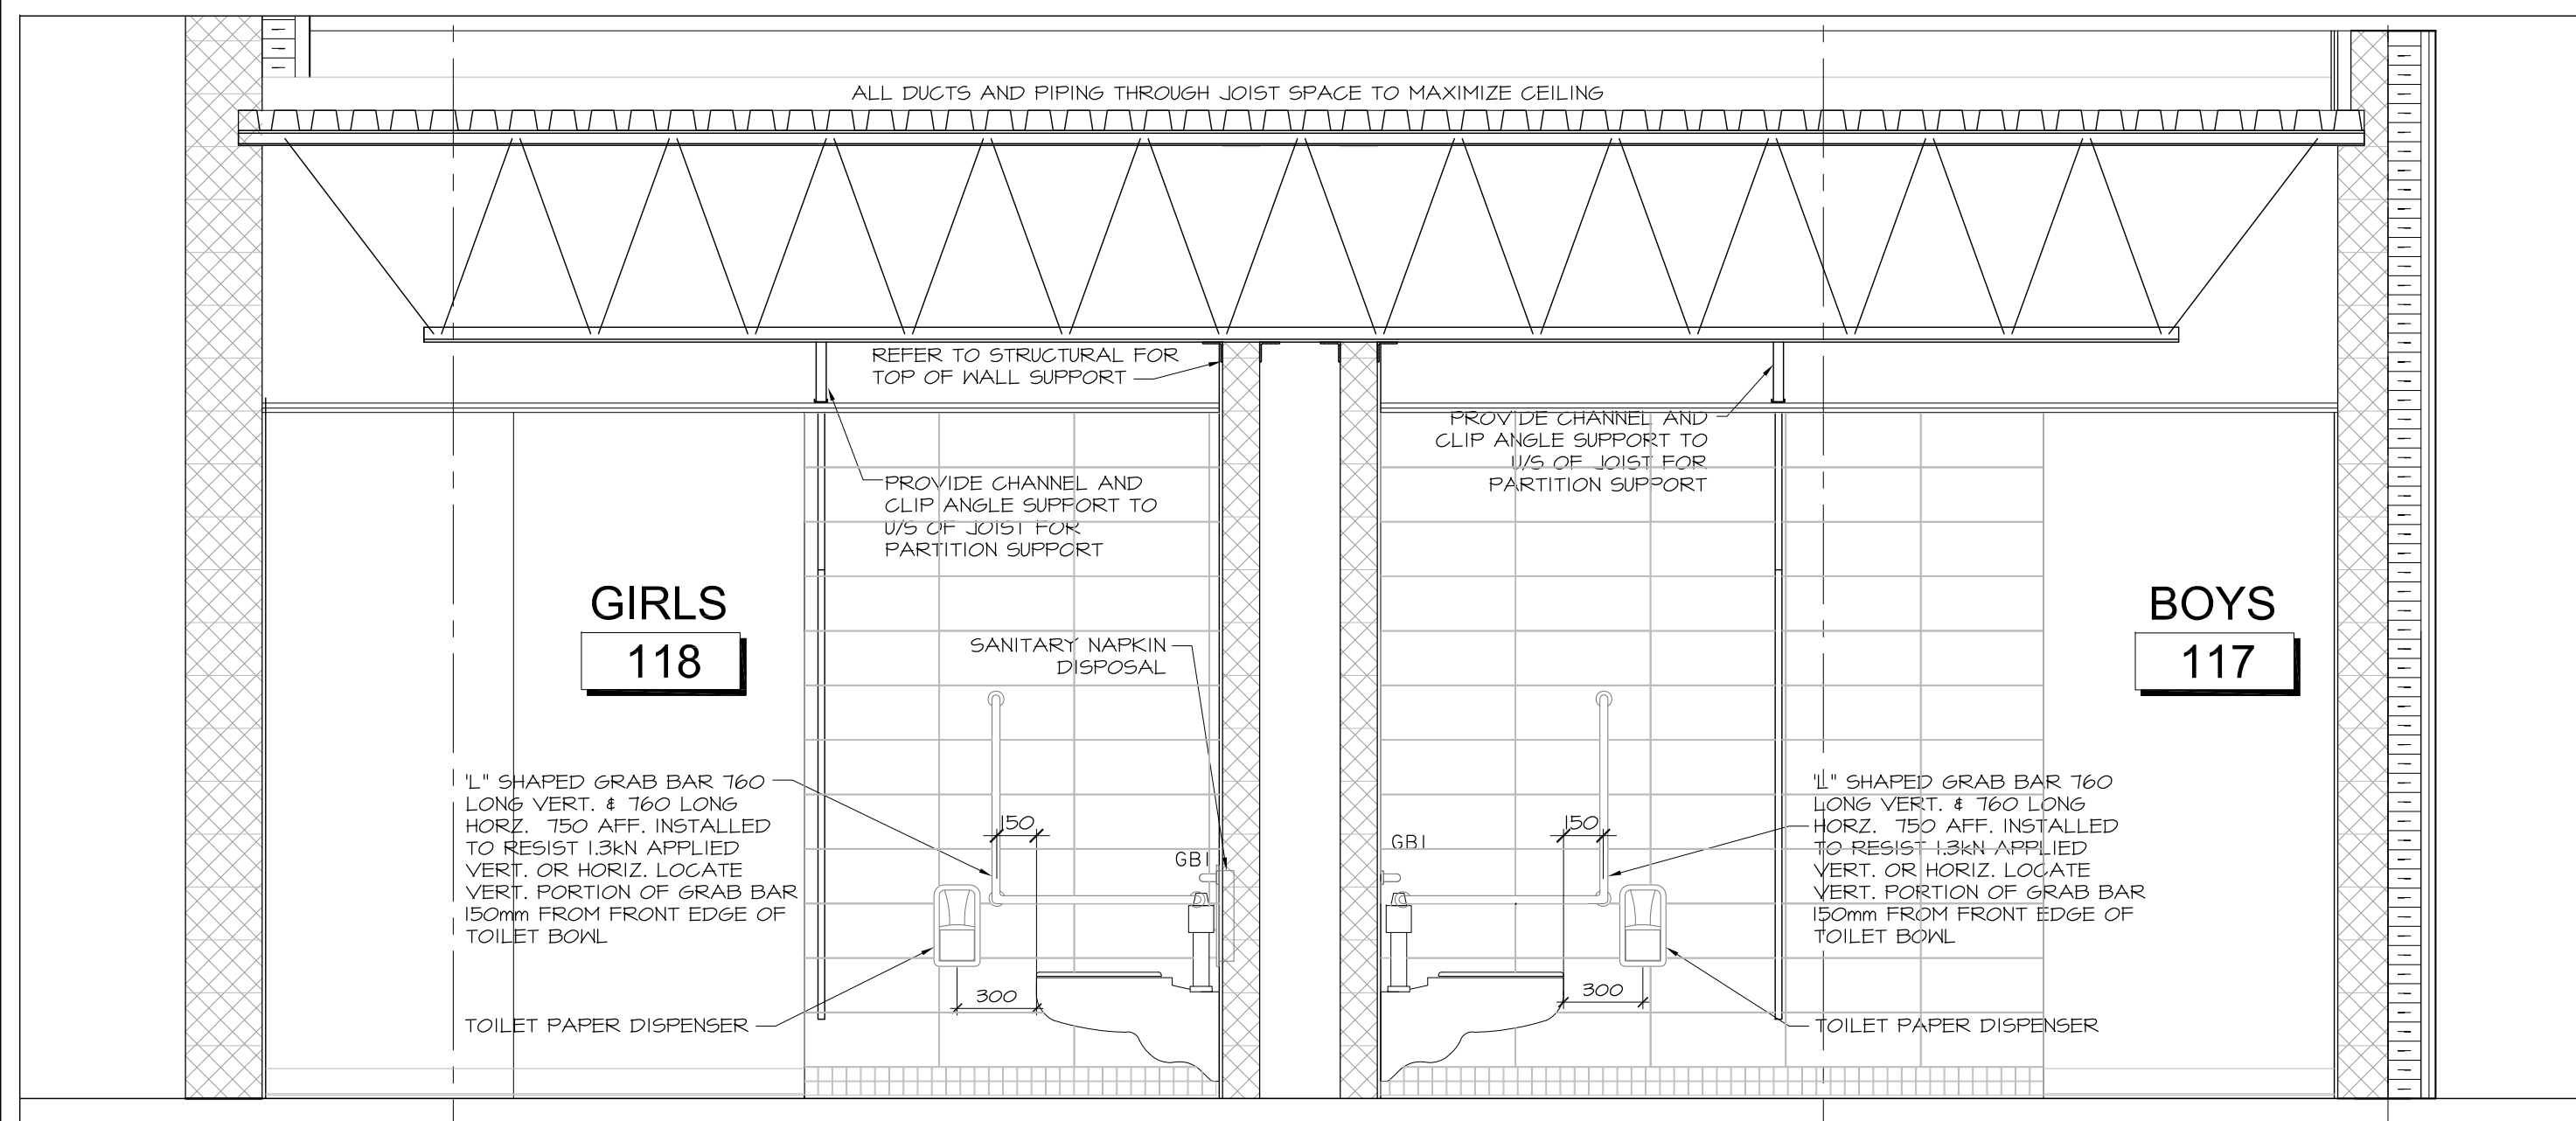 ALL DUCTS AND PIPING THROUGH JOIST SPACE TO MAXIMIZE CEILING
REFER TO STRUCTURAL FOR
TOP OF WALL SUPPORT
PROVIDE CHANNEL AND
CLIP ANGLE SUPPORT TO
U/S OF JOIST FOR
PARTITION SUPPORT
PROVIDE CHANNEL AND
CLIP ANGLE SUPPORT TO
U/S OF JOIST FOR
PARTITION SUPPORT
GIRLS
118
BOYS
117
SANITARY NAPKIN
DISPOSAL
'L" SHAPED GRAB BAR 760
LONG VERT. & 760 LONG
HORZ. 750 AFF. INSTALLED
TO RESIST 1.3kN APPLIED
VERT. OR HORIZ. LOCATE
VERT. PORTION OF GRAB BAR
150mm FROM FRONT EDGE OF
TOILET BOWL
150
GB1
GB1
150
'L" SHAPED GRAB BAR 760
LONG VERT. & 760 LONG
HORZ. 750 AFF. INSTALLED
TO RESIST 1.3kN APPLIED
VERT. OR HORIZ. LOCATE
VERT. PORTION OF GRAB BAR
150mm FROM FRONT EDGE OF
TOILET BOWL
300
300
TOILET PAPER DISPENSER
TOILET PAPER DISPENSER